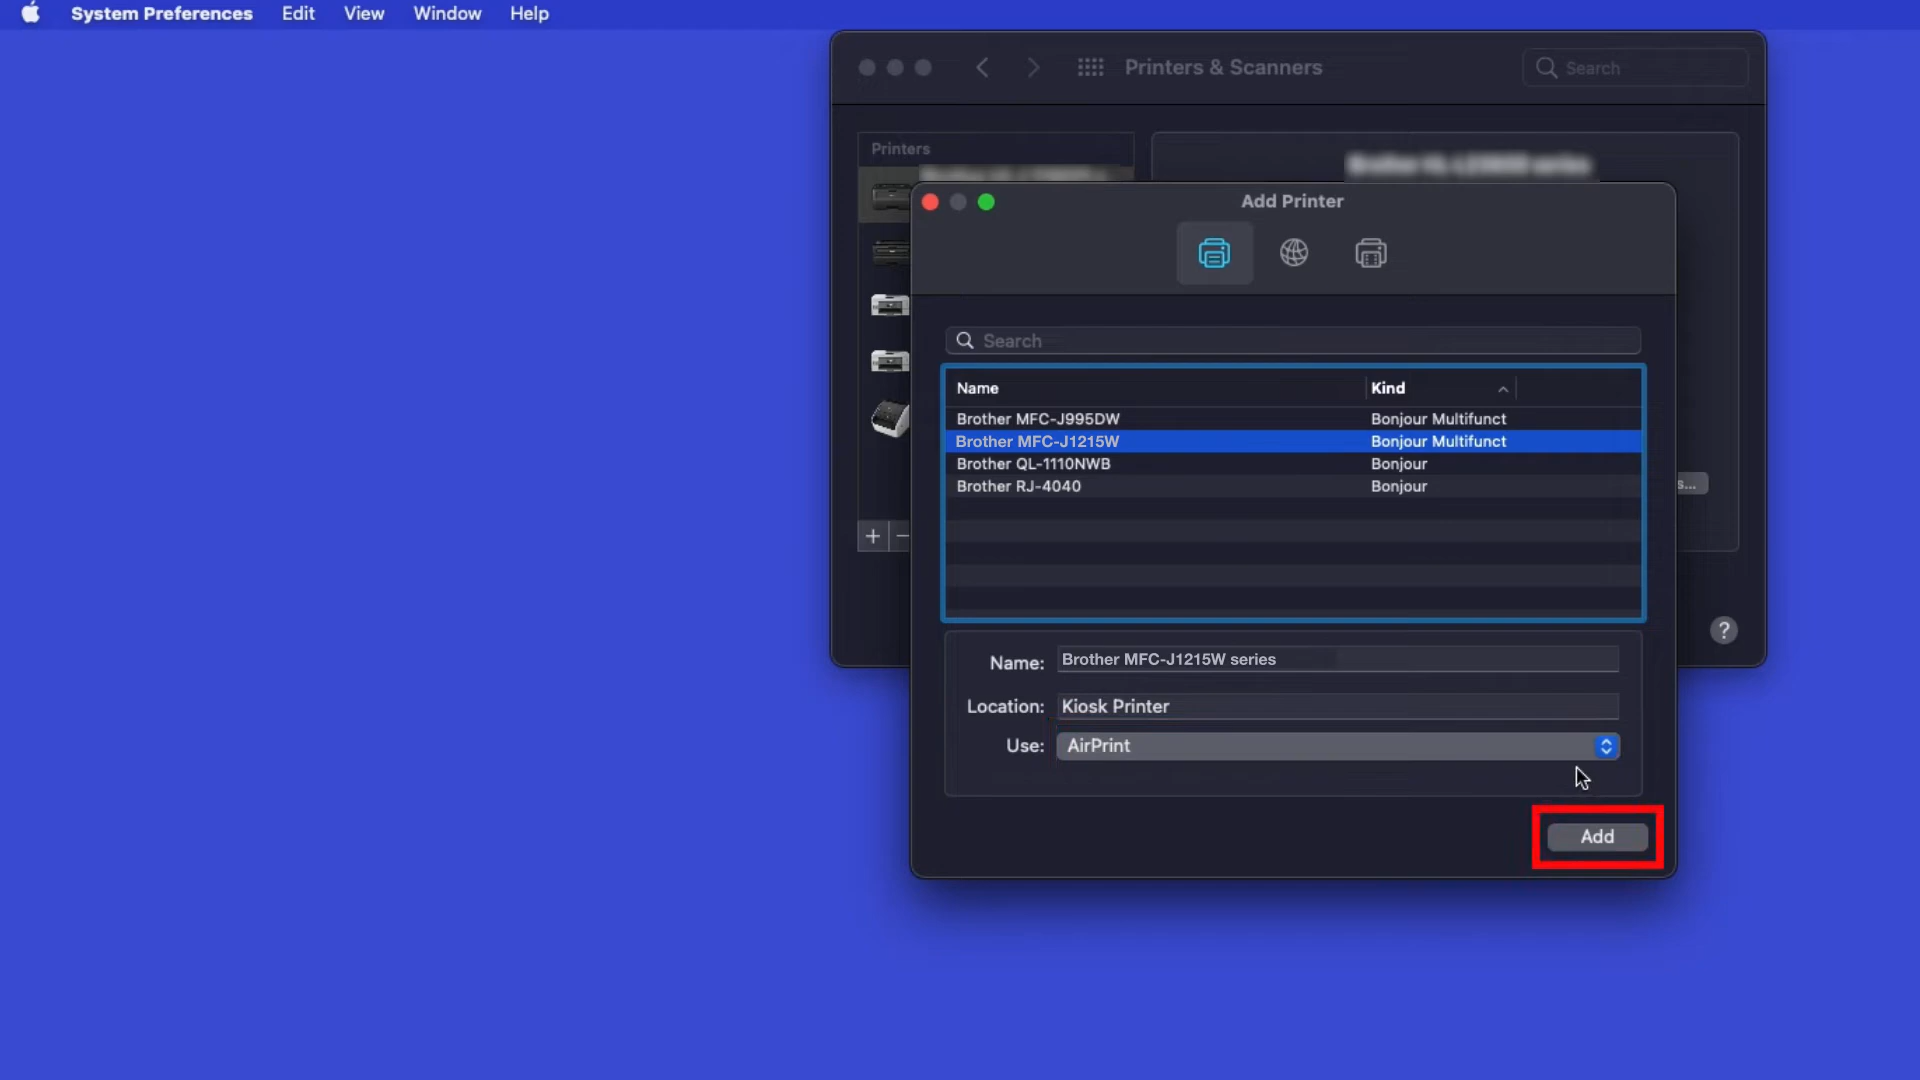 System Preferences Edit View Window Help
Printers & Scanners
Search
Printers
Add Printer
Search
Name Kind
Brother MFC-J995DW Bonjour Multifunct
Brother MFC-J1215W Bonjour Multifunct
Brother QL-1110NWB Bonjour
Brother RJ-4040 Bonjour
s...
+ −
?
Name: Brother MFC-J1215W series
Location: Kiosk Printer
Use: AirPrint
Add